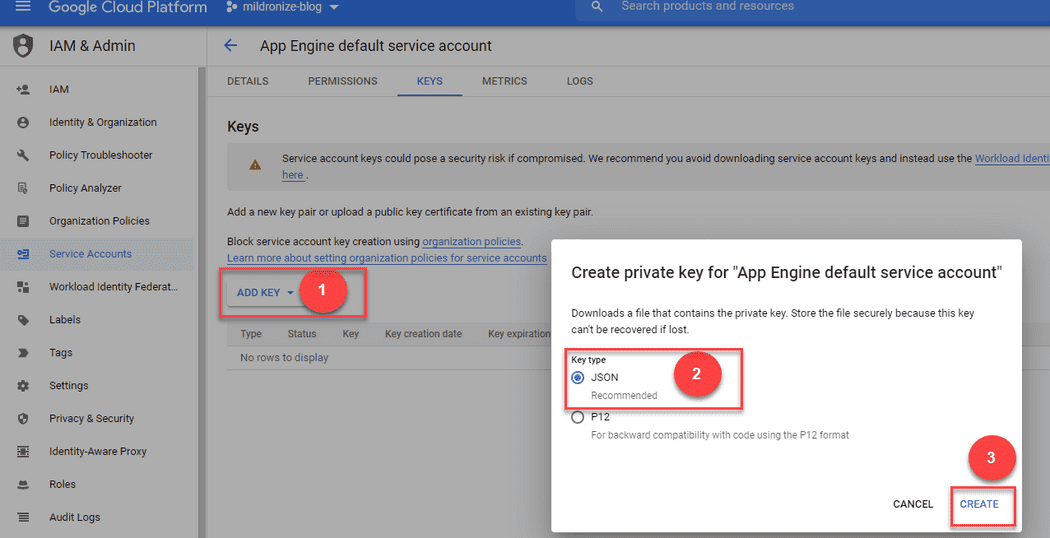 Google Cloud Platform
mildronize-blog
Search products and resources
IAM & Admin
App Engine default service account
DETAILS
PERMISSIONS
KEYS
METRICS
LOGS
IAM
Identity & Organization
Policy Troubleshooter
Policy Analyzer
Organization Policies
Service Accounts
Workload Identity Federat...
Labels
Tags
Settings
Privacy & Security
Identity-Aware Proxy
Roles
Audit Logs
Keys
Service account keys could pose a security risk if compromised. We recommend you avoid downloading service account keys and instead use the Workload Identi
here .
Add a new key pair or upload a public key certificate from an existing key pair.
Block service account key creation using organization policies.
Learn more about setting organization policies for service accounts
ADD KEY
1
Type Status Key Key creation date Key expiration
No rows to display
Create private key for "App Engine default service account"
Downloads a file that contains the private key. Store the file securely because this key
can't be recovered if lost.
Key type
JSON
2
Recommended
P12
For backward compatibility with code using the P12 format
3
CANCEL
CREATE